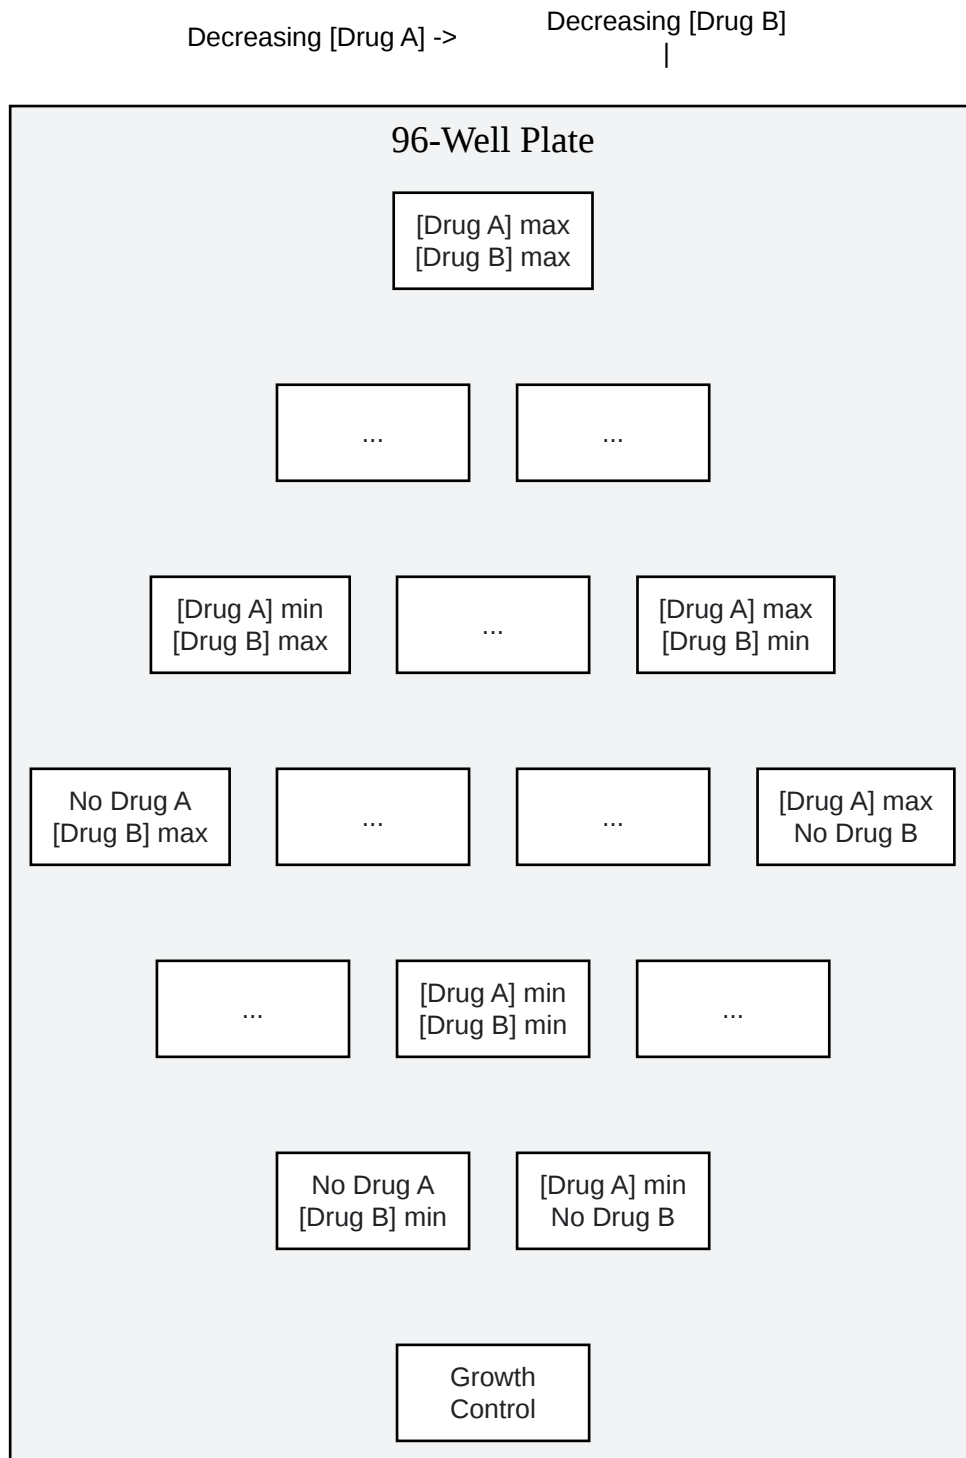 Decreasing [Drug A] ->
Decreasing [Drug B]
|
96-Well Plate
[Drug A] max
[Drug B] max
...
...
[Drug A] min
[Drug B] max
...
[Drug A] max
[Drug B] min
No Drug A
[Drug B] max
...
...
[Drug A] max
No Drug B
...
[Drug A] min
[Drug B] min
...
No Drug A
[Drug B] min
[Drug A] min
No Drug B
Growth
Control